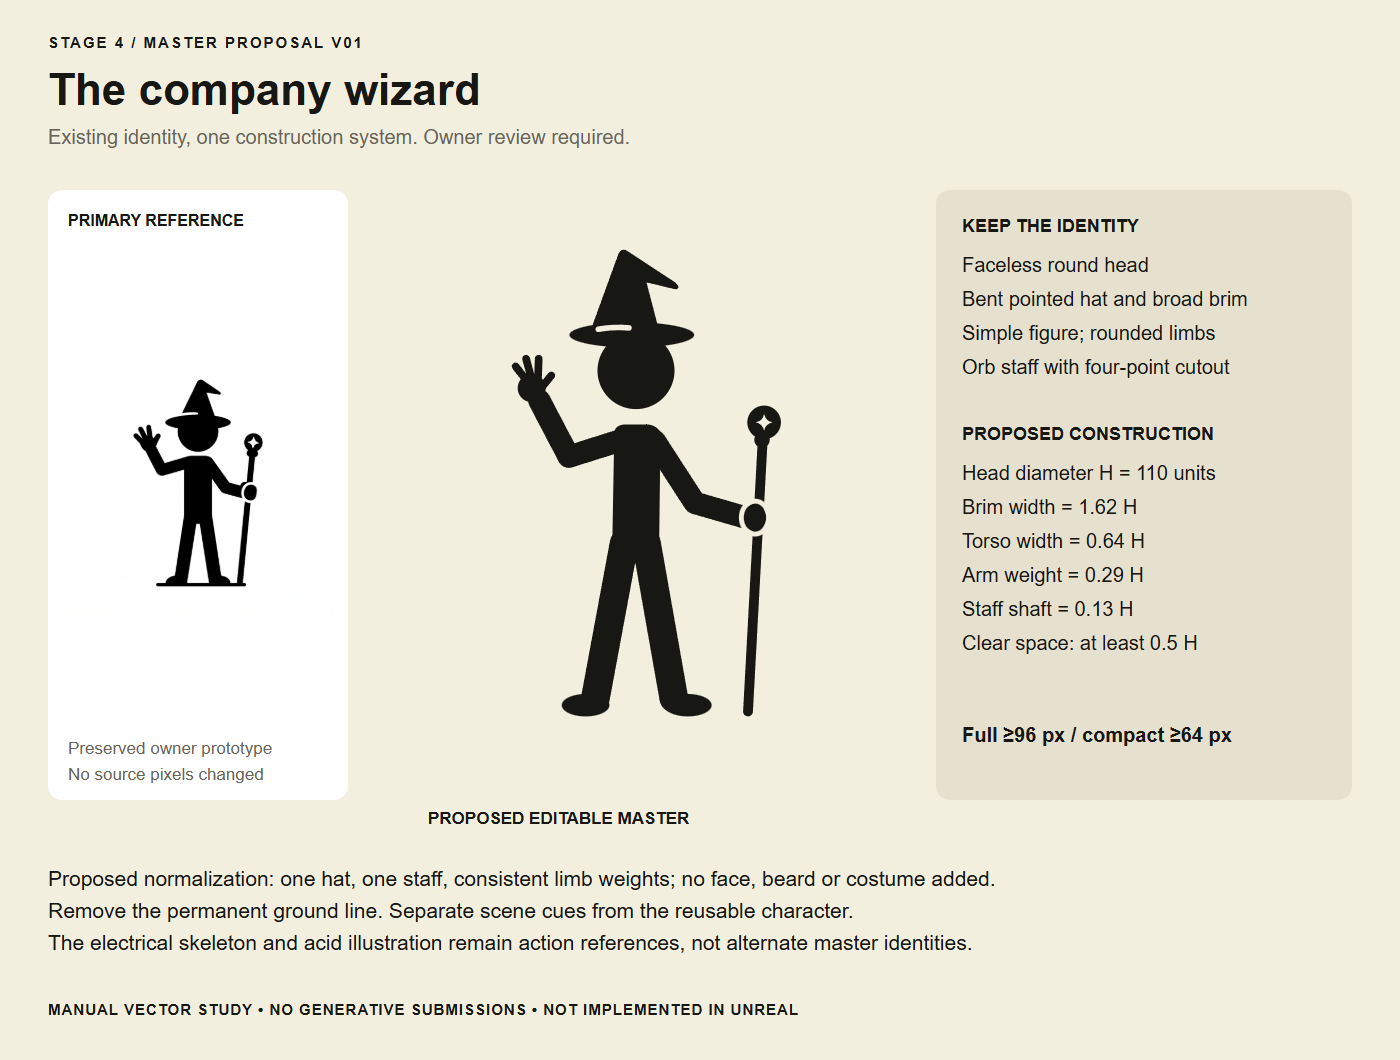 STAGE 4 / MASTER PROPOSAL V01
The company wizard
Existing identity, one construction system. Owner review required.
PRIMARY REFERENCE
Preserved owner prototype
No source pixels changed
PROPOSED EDITABLE MASTER
KEEP THE IDENTITY
Faceless round head
Bent pointed hat and broad brim
Simple figure; rounded limbs
Orb staff with four-point cutout
PROPOSED CONSTRUCTION
Head diameter H = 110 units
Brim width = 1.62 H
Torso width = 0.64 H
Arm weight = 0.29 H
Staff shaft = 0.13 H
Clear space: at least 0.5 H
Full ≥96 px / compact ≥64 px
Proposed normalization: one hat, one staff, consistent limb weights; no face, beard or costume added.
Remove the permanent ground line. Separate scene cues from the reusable character.
The electrical skeleton and acid illustration remain action references, not alternate master identities.
MANUAL VECTOR STUDY • NO GENERATIVE SUBMISSIONS • NOT IMPLEMENTED IN UNREAL